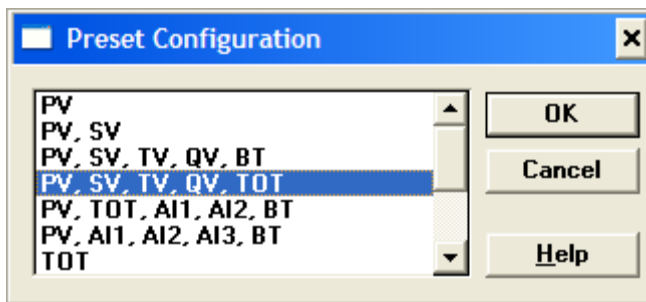 Preset Configuration
PV
PV, SV
PV, SV, TV, QV, BT
PV, SV, TV, QV, TOT
PV, TOT, AI1, AI2, BT
PV, AI1, AI2, AI3, BT
TOT
OK
Cancel
Help